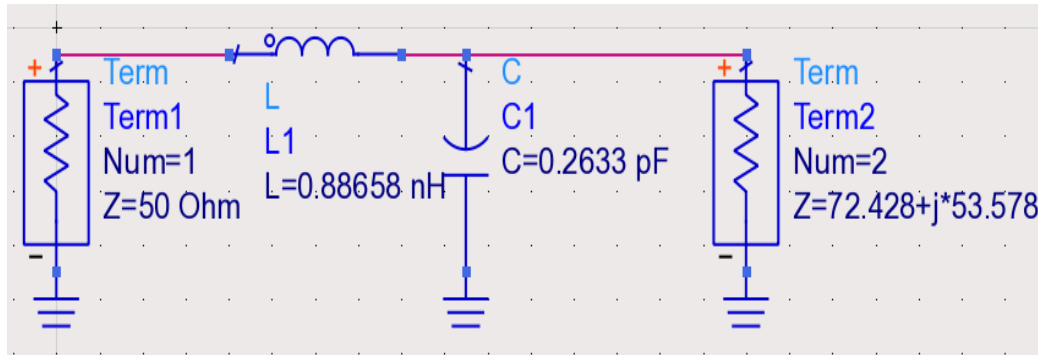 Term
Term1
Num=1
Z=50 Ohm
L
L1
L=0.88658 nH
C
C1
C=0.2633 pF
Term
Term2
Num=2
Z=72.428+j*53.578